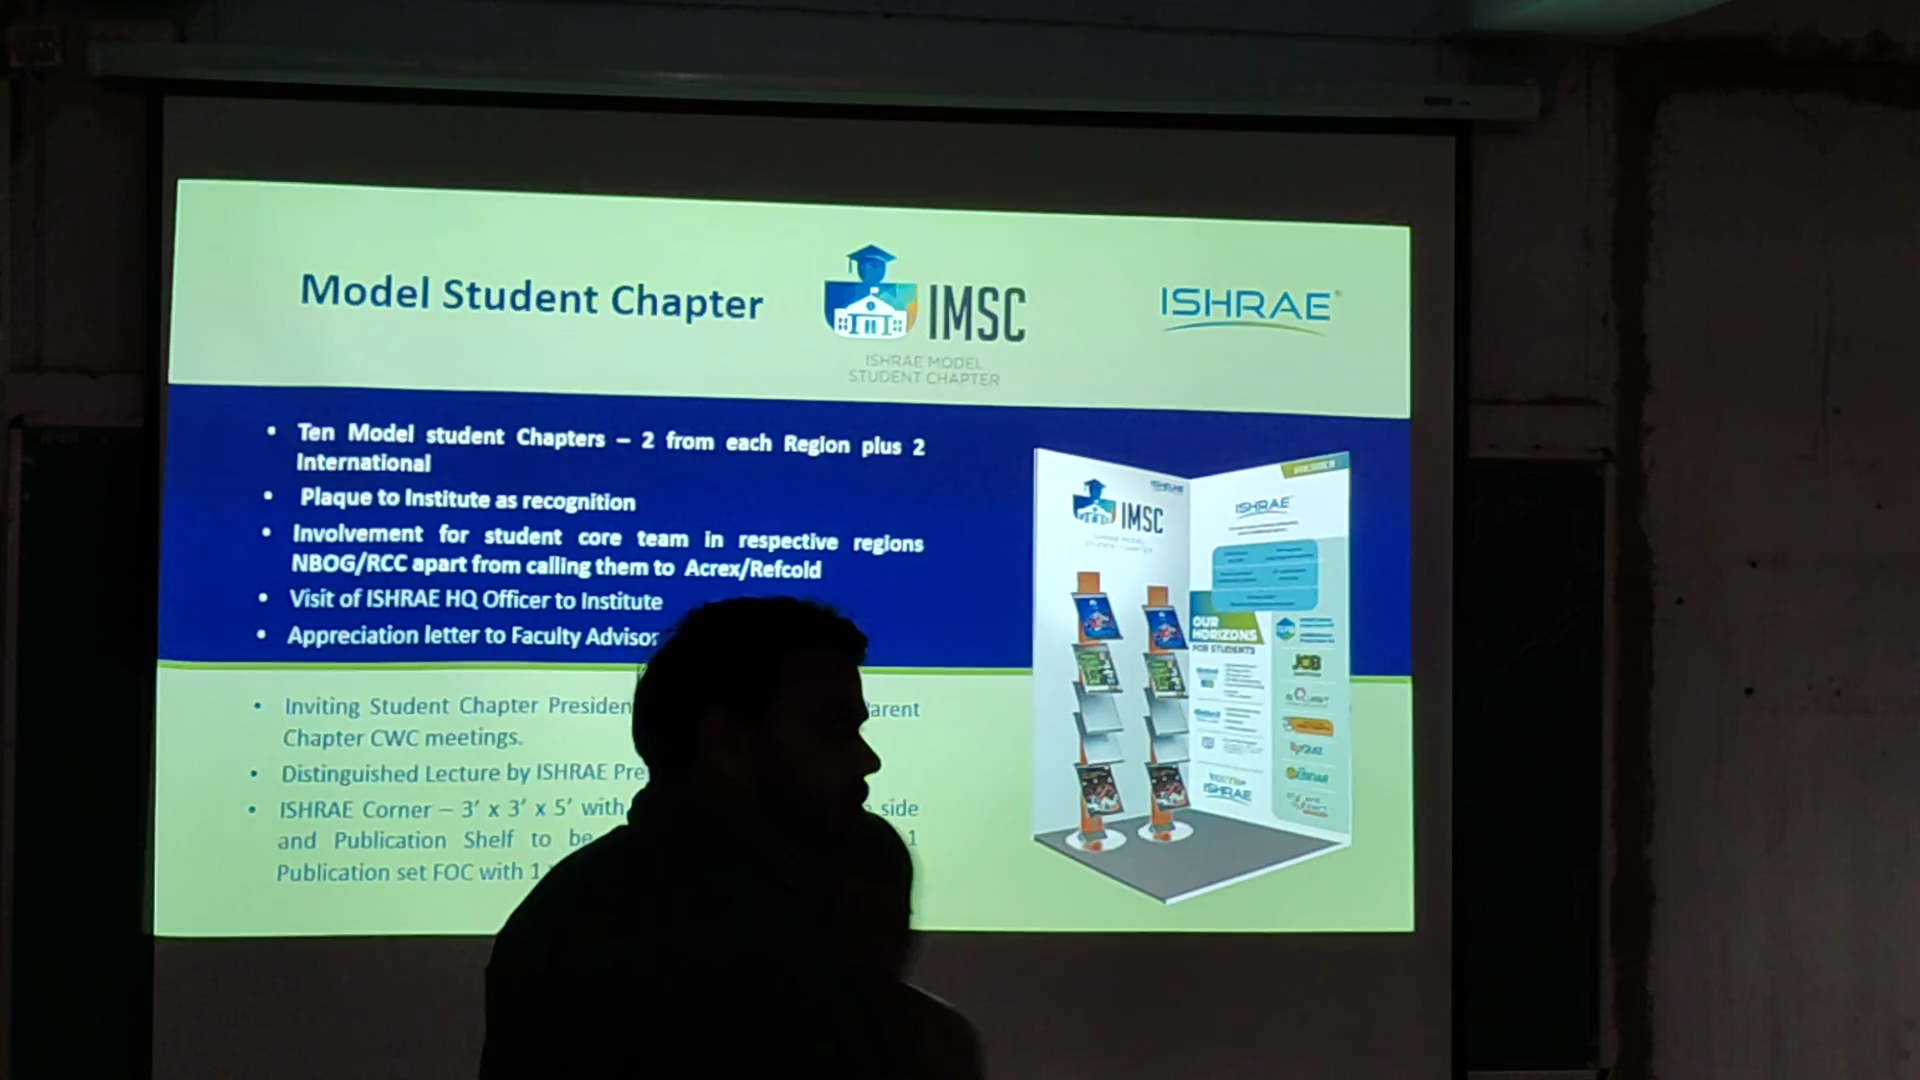 Model Student Chapter
IMSC
ISHRAE MODEL
STUDENT CHAPTER
ISHRAE
• Ten Model student Chapters – 2 from each Region plus 2
International
• Plaque to Institute as recognition
• Involvement for student core team in respective regions
NBOG/RCC apart from calling them to Acrex/Refcold
• Visit of ISHRAE HQ Officer to Institute
• Appreciation letter to Faculty Advisor
• Inviting Student Chapter
Chapter CWC meetings.
• Distinguished Lecture by ISHRAE
• ISHRAE Corner – 3' x 3' x 5' with side
and Publication Shelf to 1
Publication set FOC with 1
IMSC
ISHRAE
ISHRAE
OUR
HORIZONS
FOR STUDENTS
JOB
YOUTH
ISHRAE